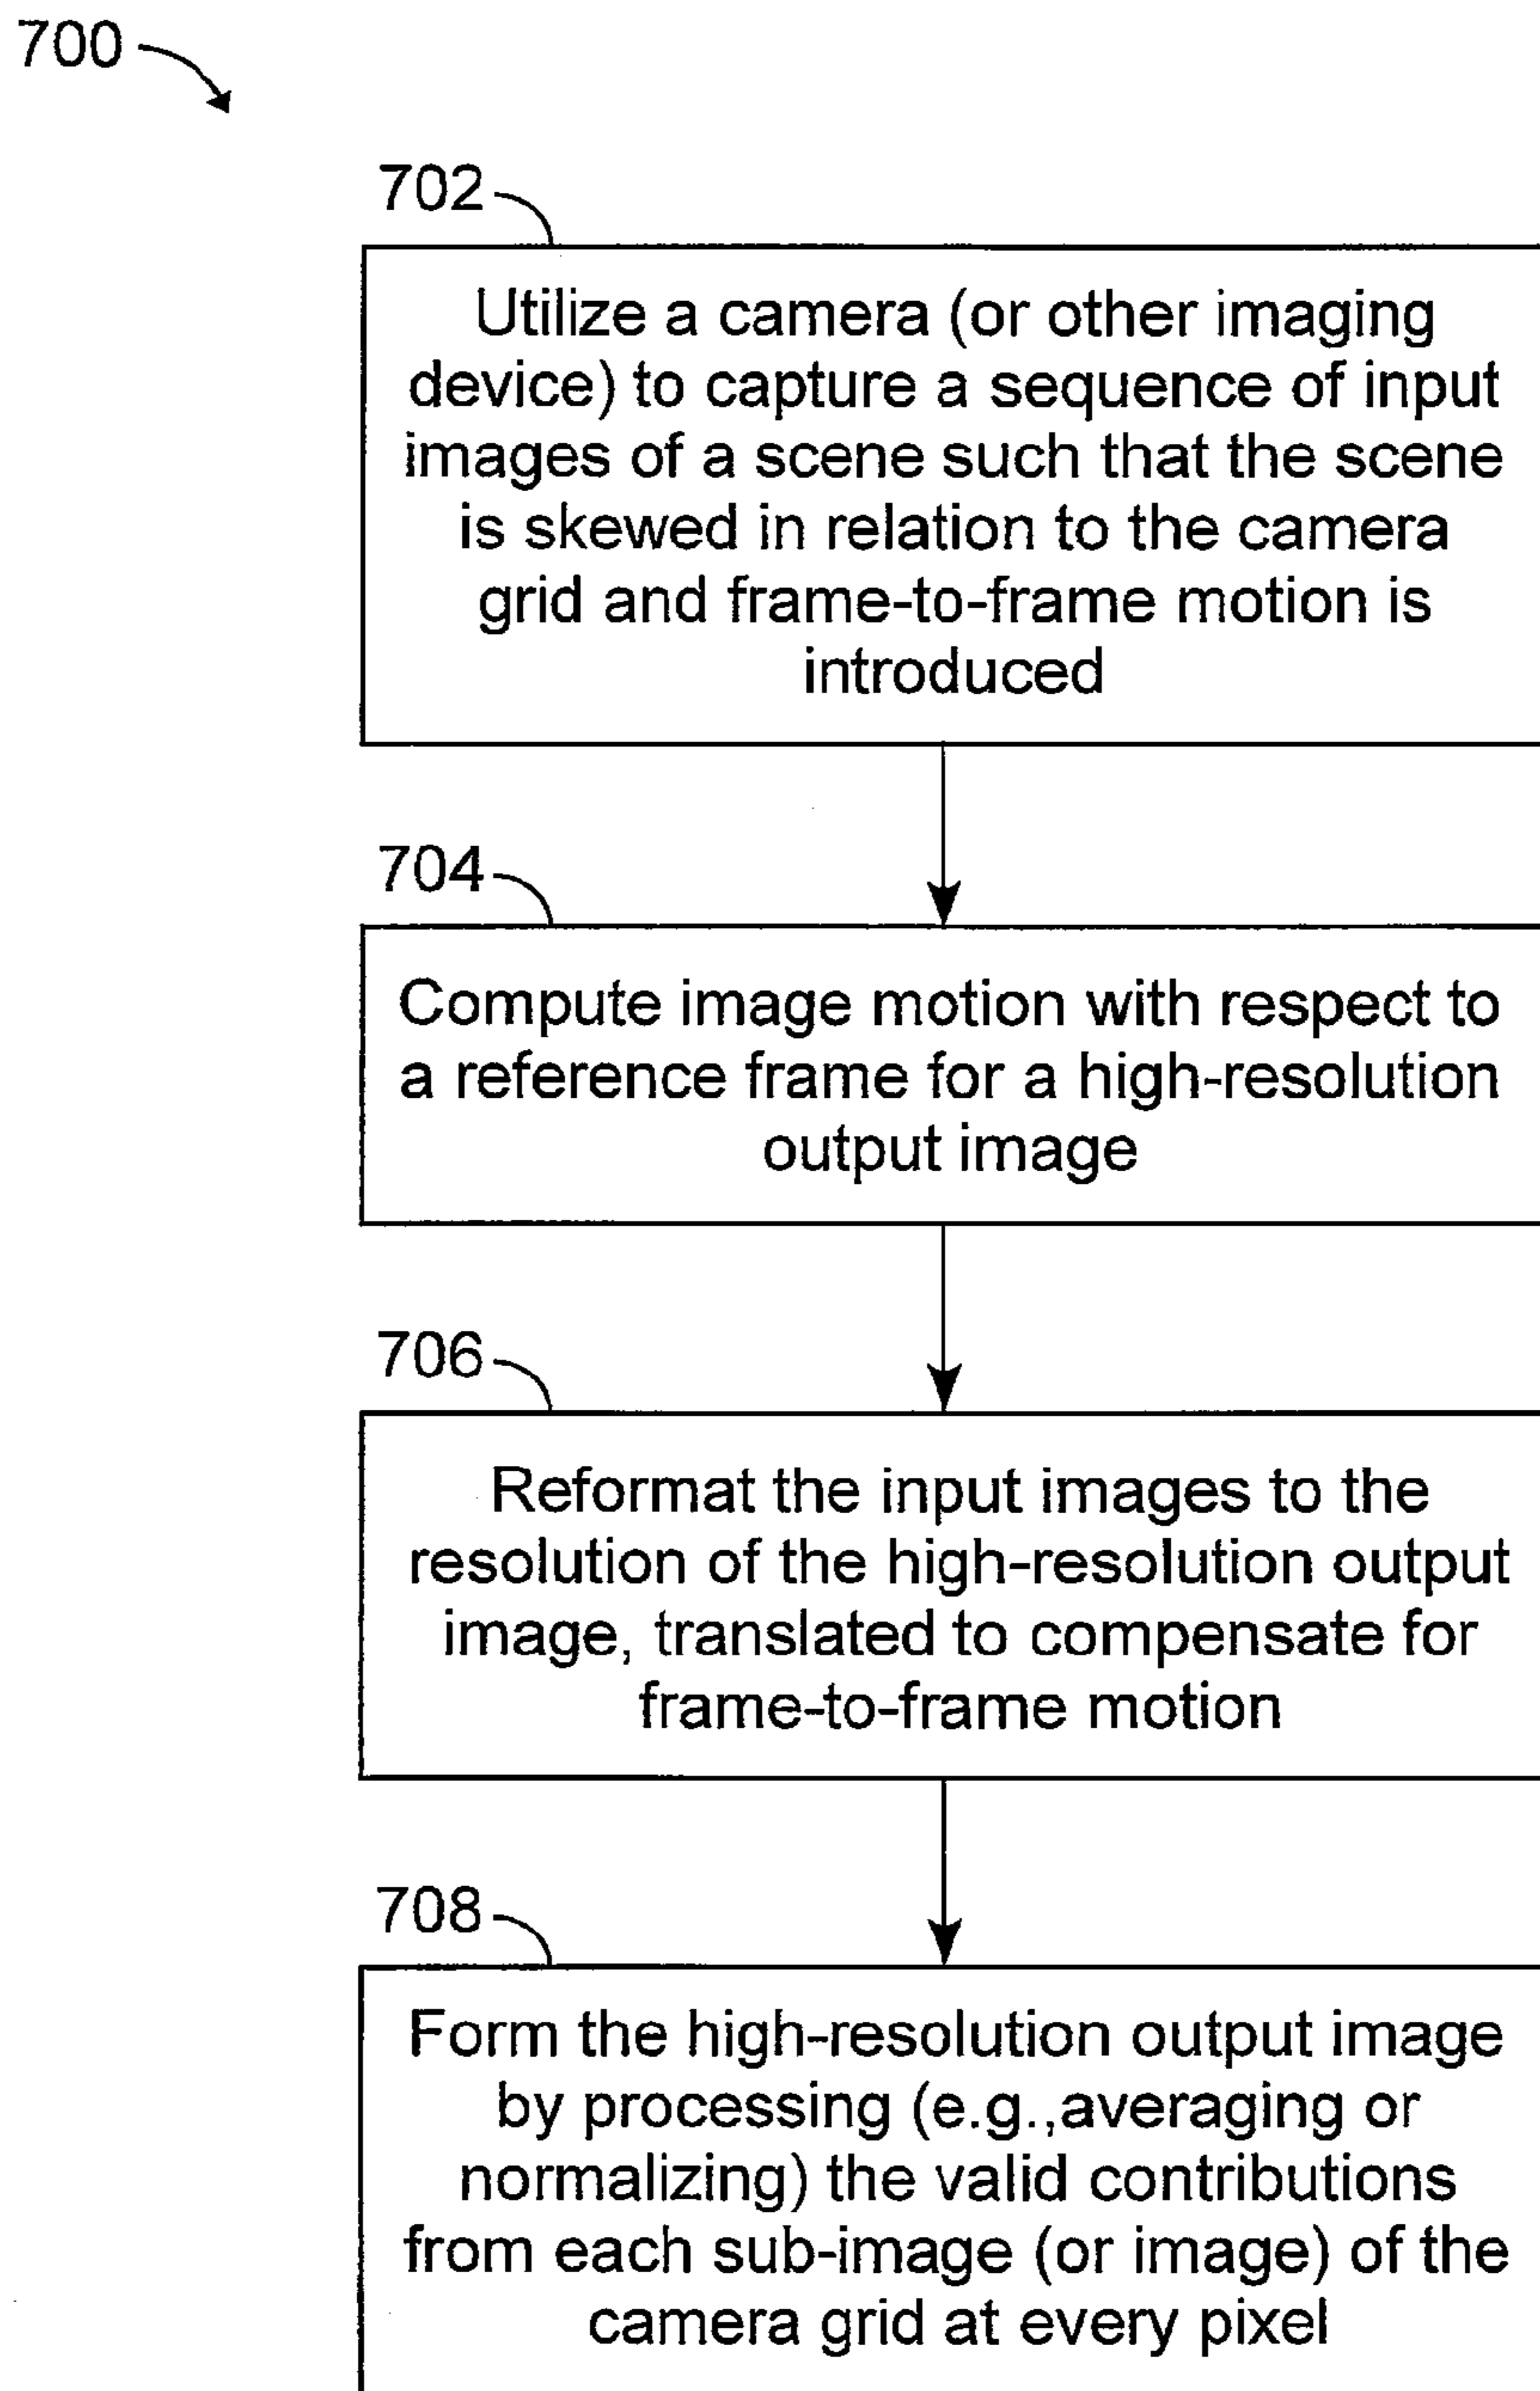 700
702
Utilize a camera (or other imaging
device) to capture a sequence of input
images of a scene such that the scene
is skewed in relation to the camera
grid and frame-to-frame motion is
introduced
704
Compute image motion with respect to
a reference frame for a high-resolution
output image
706
Reformat the input images to the
resolution of the high-resolution output
image, translated to compensate for
frame-to-frame motion
708
Form the high-resolution output image
by processing (e.g.,averaging or
normalizing) the valid contributions
from each sub-image (or image) of the
camera grid at every pixel